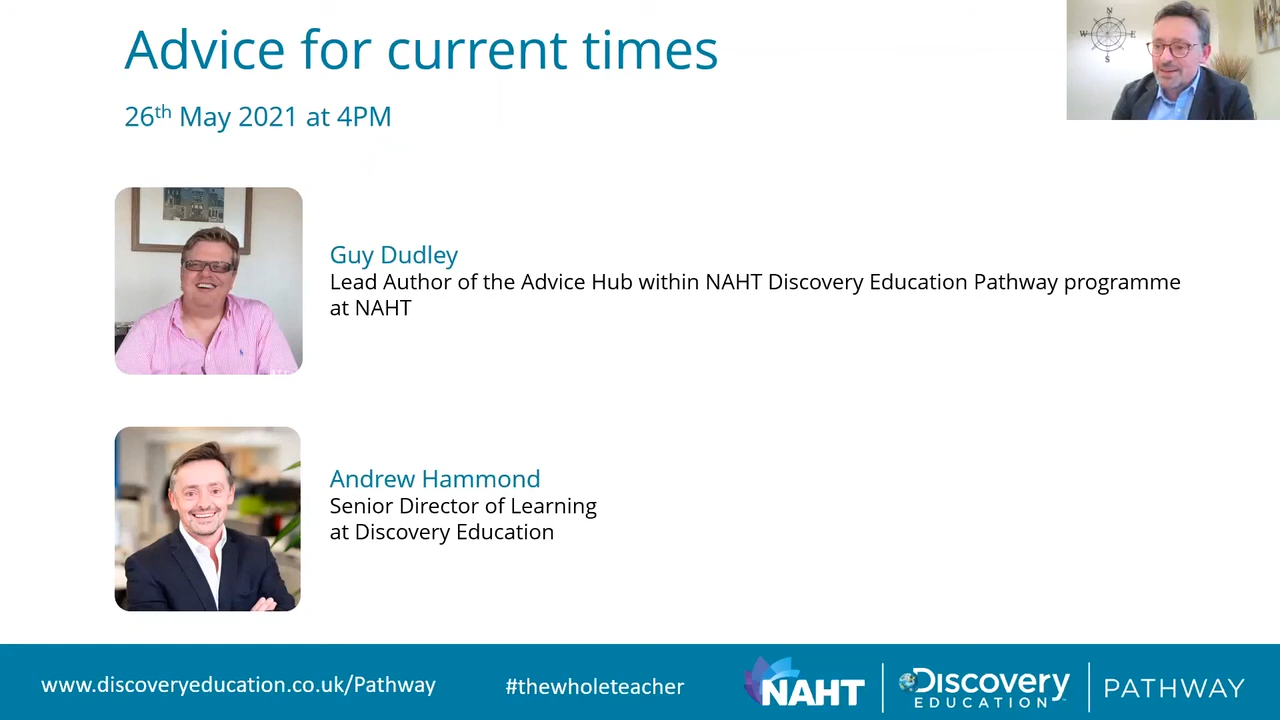 Advice for current times
26th May 2021 at 4PM
N
W E
S
Guy Dudley
Lead Author of the Advice Hub within NAHT Discovery Education Pathway programme
at NAHT
Andrew Hammond
Senior Director of Learning
at Discovery Education
www.discoveryeducation.co.uk/Pathway
#thewholeteacher
NAHT
Discovery
EDUCATION
PATHWAY